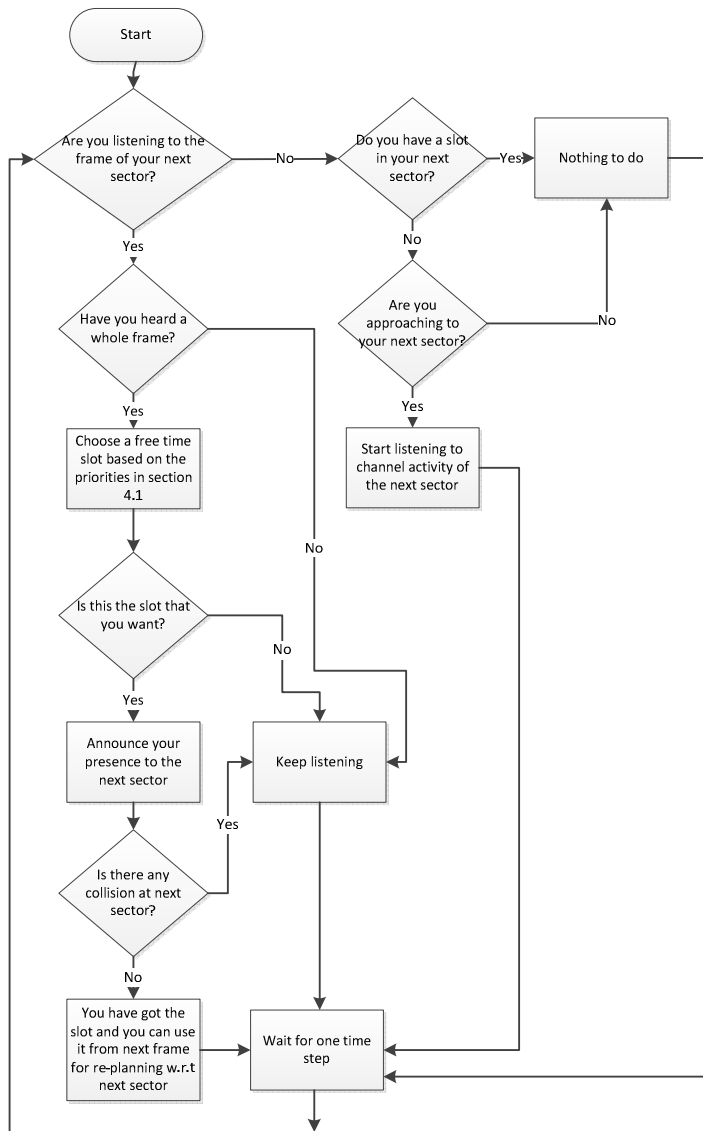 Start
Are you listening to the
frame of your next
sector?
No
Do you have a slot
in your next
sector?
Yes
Nothing to do
Yes
No
Have you heard a
whole frame?
Are you
approaching to
your next sector?
No
Yes
Yes
Choose a free time
slot based on the
priorities in section
4.1
Start listening to
channel activity of
the next sector
No
Is this the slot that
you want?
No
Yes
Announce your
presence to the
next sector
Keep listening
Yes
Is there any
collision at next
sector?
No
You have got the
slot and you can use
it from next frame
for re-planning w.r.t
next sector
Wait for one time
step